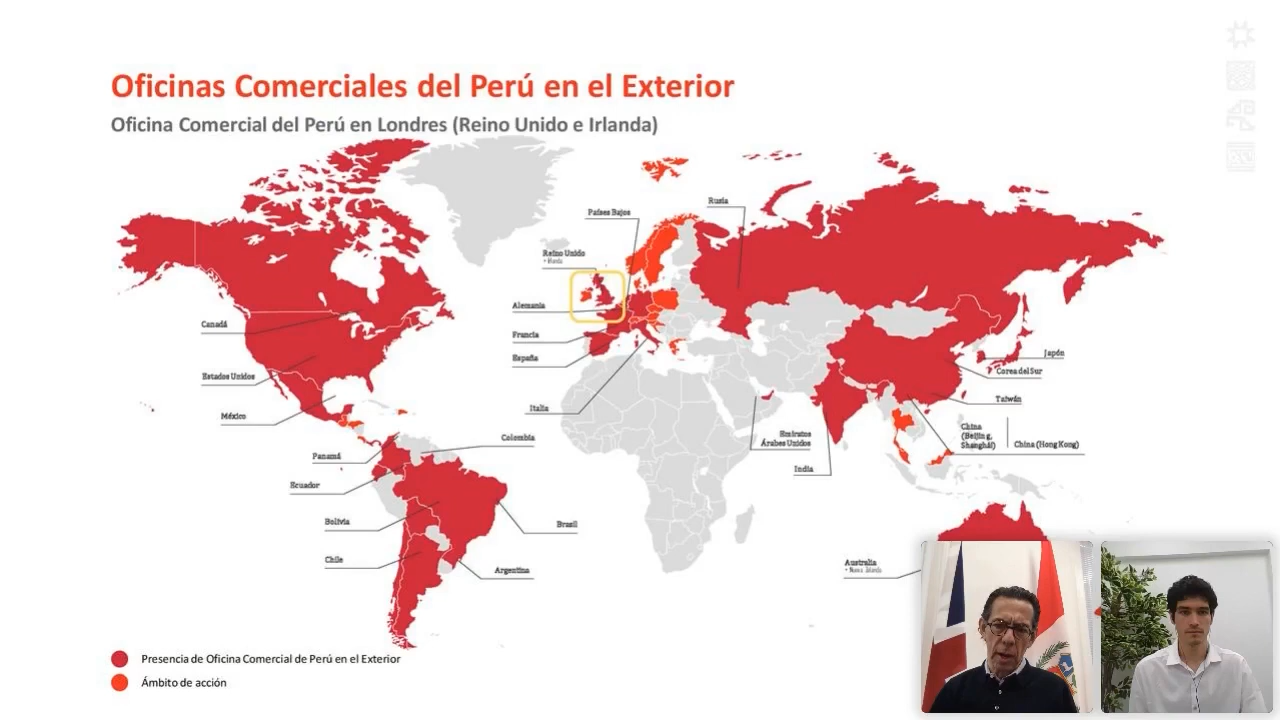 Oficinas Comerciales del Perú en el Exterior
Oficina Comercial del Perú en Londres (Reino Unido e Irlanda)
Rusia
Países Bajos
Reino Unido
+ Irlanda
Alemania
Canadá
Francia
España
Japón
Corea del Sur
Estados Unidos
Taiwán
Italia
México
Emiratos
Árabes Unidos
China
(Beijing,
Shanghái)
China (Hong Kong)
Colombia
Panamá
India
Ecuador
Bolivia
Brasil
Chile
Argentina
Australia
+ Nueva Zelanda
Presencia de Oficina Comercial de Perú en el Exterior
Ámbito de acción